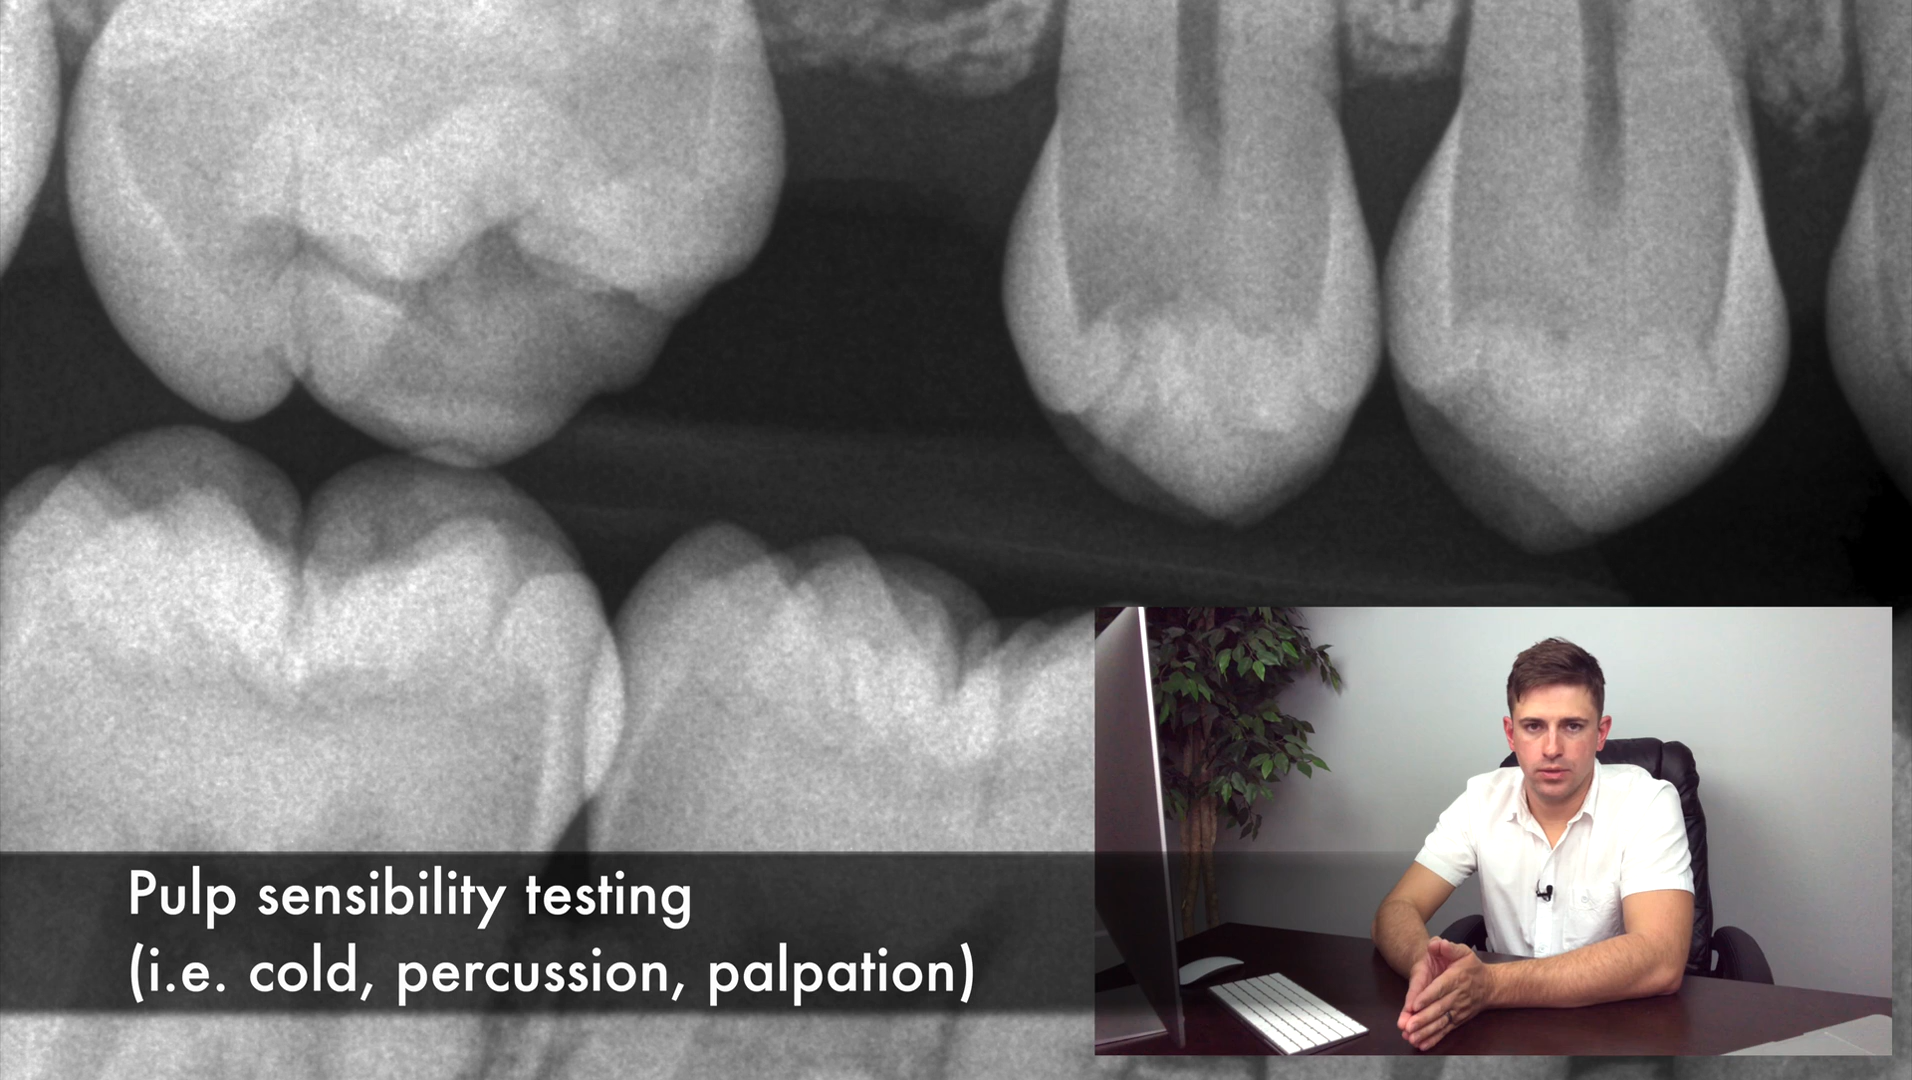 Pulp sensibility testing
(i.e. cold, percussion, palpation)